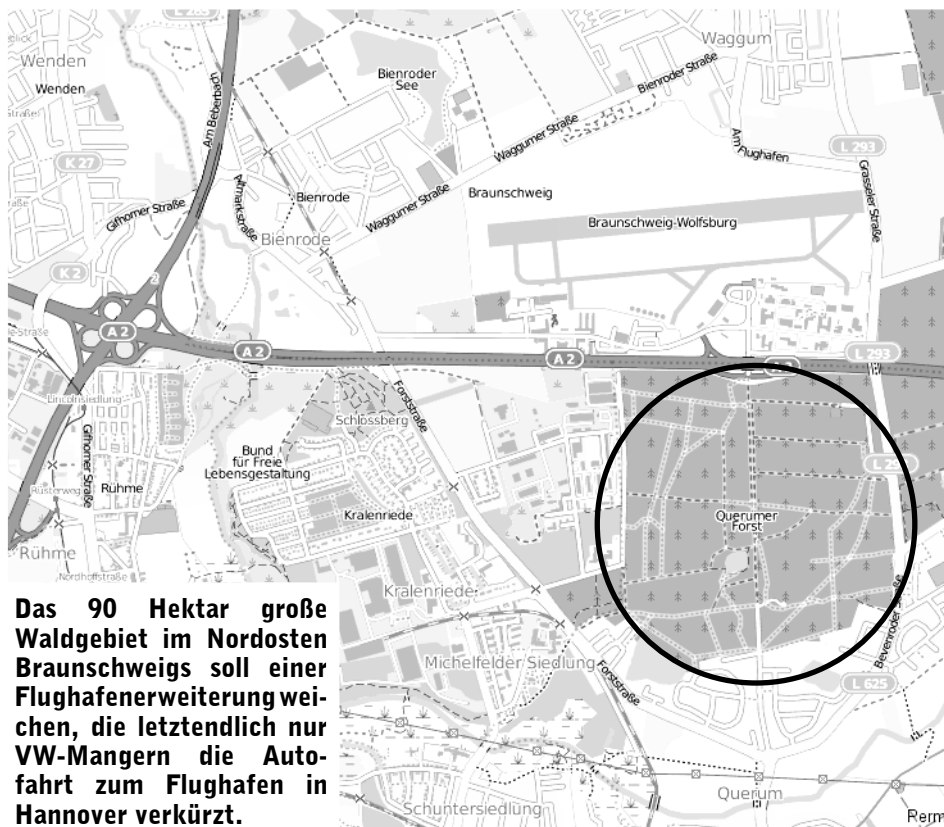 Waggum
Wenden
Wenden
Bienroder
See
Bienroder Straße
Am Beberbach
K 27
Waggumer Straße
Am Flughafen
L 293
Grasseler Straße
Altmarkstraße
Bienrode
Braunschweig
Gifhorner Straße
Waggumer Straße
Braunschweig-Wolfsburg
Bienrode
K 2
2
A 2
A 2
A 2
L 293
Lincolnsiedlung
Forststraße
Schlossberg
Gifhorner Straße
Bund
für Freie
Lebensgestaltung
Rüsterweg
Rühme
Kralenriede
Querumer
Forst
Rühme
Nordhoffstraße
Kralenriede
Bevenroder Straße
Michelfelder Siedlung
Forststraße
L 625
Das 90 Hektar große
Waldgebiet im Nordosten
Braunschweigs soll einer
Flughafenerweiterung wei-
chen, die letztendlich nur
VW-Mangern die Auto-
fahrt zum Flughafen in
Hannover verkürzt.
Schuntersiedlung
Querum